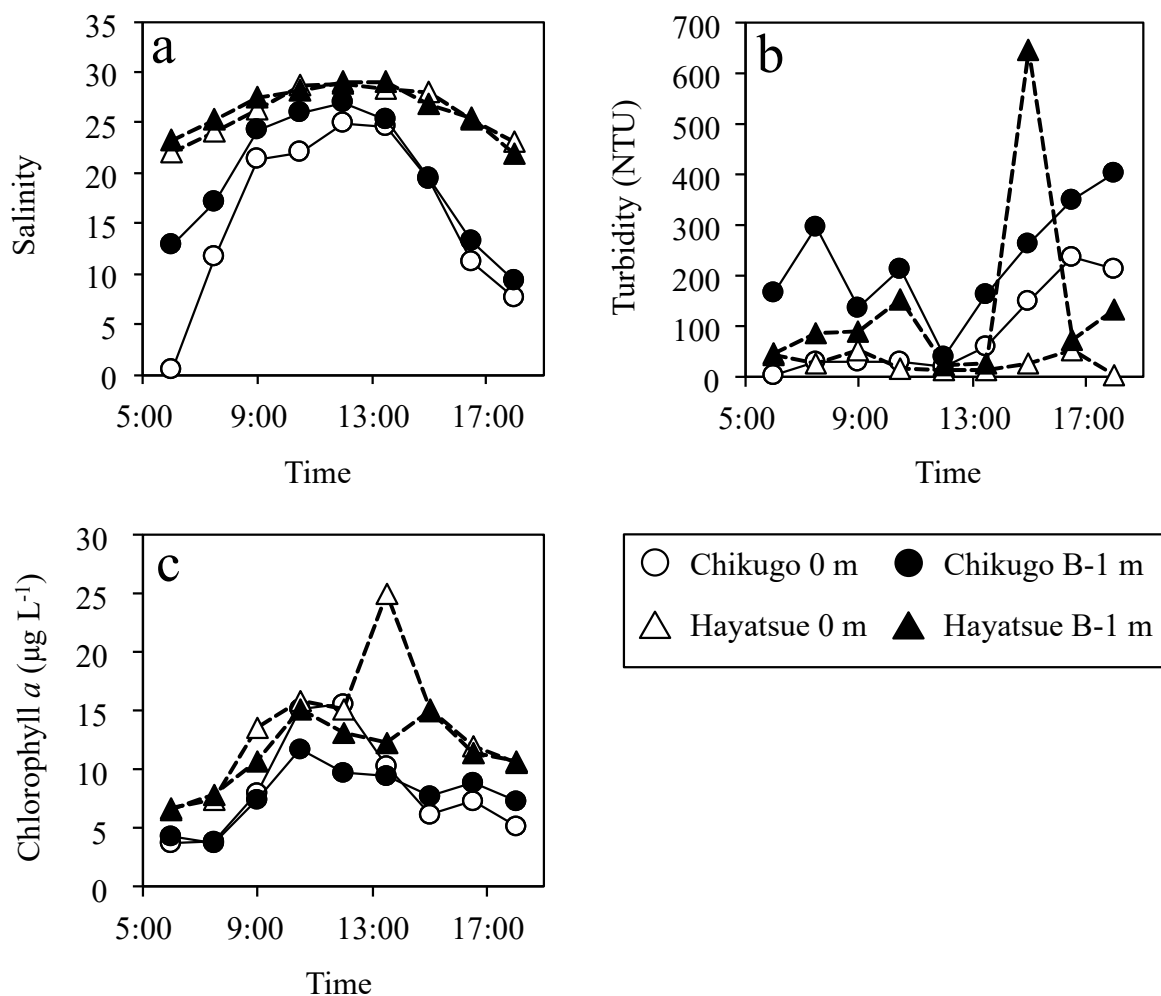 a
35
30
25
20
15
10
5
0
Salinity
5:00 9:00 13:00 17:00
Time
b
700
600
500
400
300
200
100
0
Turbidity (NTU)
5:00 9:00 13:00 17:00
Time
c
30
25
20
15
10
5
0
Chlorophyll a (µg L-1)
5:00 9:00 13:00 17:00
Time
Chikugo 0 m Chikugo B-1 m
Hayatsue 0 m Hayatsue B-1 m